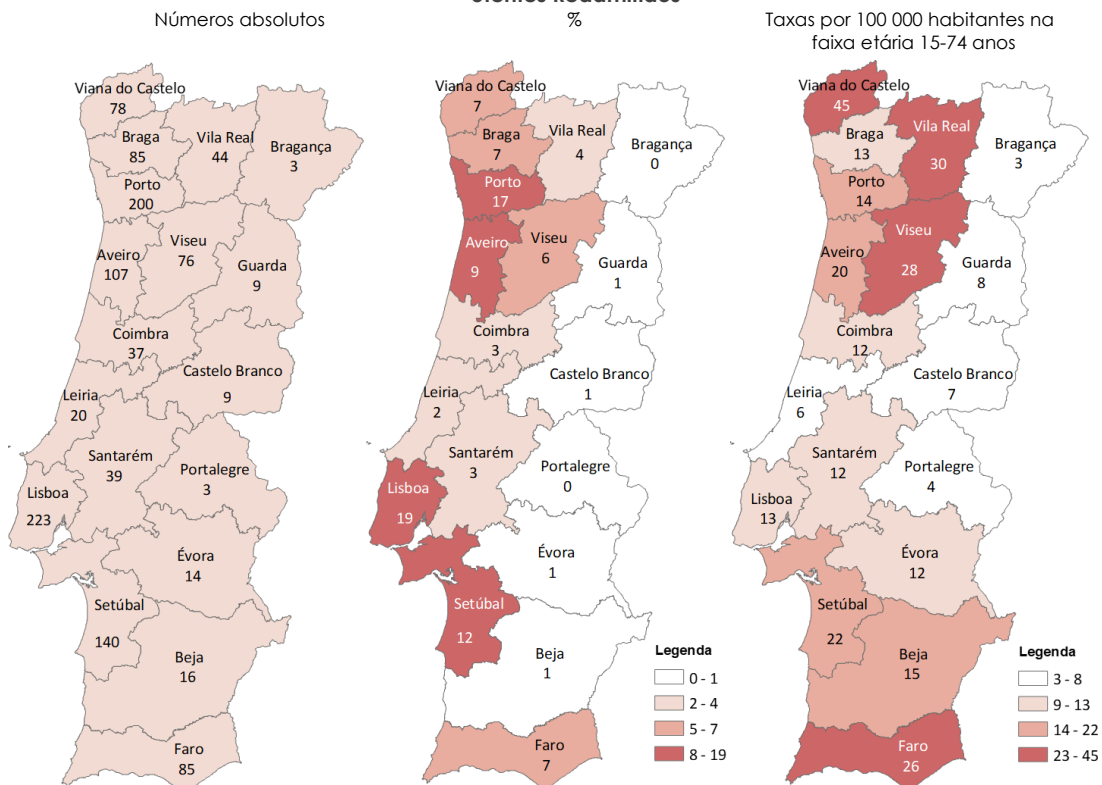 Números absolutos
%
Taxas por 100 000 habitantes na
faixa etária 15-74 anos
Viana do Castelo
78
Braga
85
Vila Real
44
Bragança
3
Porto
200
Aveiro
107
Viseu
76
Guarda
9
Coimbra
37
Castelo Branco
9
Leiria
20
Santarém
39
Portalegre
3
Lisboa
223
Évora
14
Setúbal
140
Beja
16
Faro
85
Viana do Castelo
7
Braga
7
Vila Real
4
Bragança
0
Porto
17
Aveiro
9
Viseu
6
Guarda
1
Coimbra
3
Castelo Branco
1
Leiria
2
Santarém
3
Portalegre
0
Lisboa
19
Évora
1
Setúbal
12
Beja
1
Faro
7
Legenda
0 - 1
2 - 4
5 - 7
8 - 19
Viana do Castelo
45
Braga
13
Vila Real
30
Bragança
3
Porto
14
Aveiro
20
Viseu
28
Guarda
8
Coimbra
12
Castelo Branco
7
Leiria
6
Santarém
12
Portalegre
4
Lisboa
13
Évora
12
Setúbal
22
Beja
15
Faro
26
Legenda
3 - 8
9 - 13
14 - 22
23 - 45